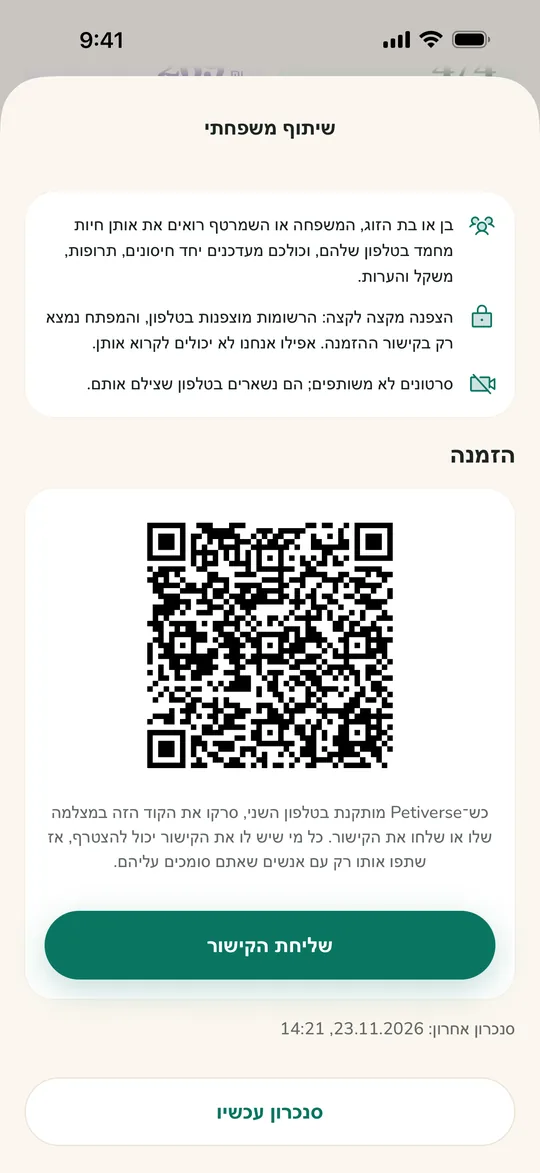 9:41
שיתוף משפחתי
בן או בת הזוג, המשפחה או השמרטף רואים את אותן חיות
מחמד בטלפון שלהם, וכולכם מעדכנים יחד חיסונים, תרופות,
משקל והערות.
הצפנה מקצה לקצה: הרשומות מוצפנות בטלפון, והמפתח נמצא
רק בקישור ההזמנה. אפילו אנחנו לא יכולים לקרוא אותן.
סרטונים לא משותפים; הם נשארים בטלפון שצילם אותם.
הזמנה
כש־Petiverse מותקנת בטלפון השני, סרקו את הקוד הזה במצלמה
שלו או שלחו את הקישור. כל מי שיש לו את הקישור יכול להצטרף, אז
שתפו אותו רק עם אנשים שאתם סומכים עליהם.
שליחת הקישור
סנכרון אחרון: 23.11.2026, 14:21
סנכרון עכשיו